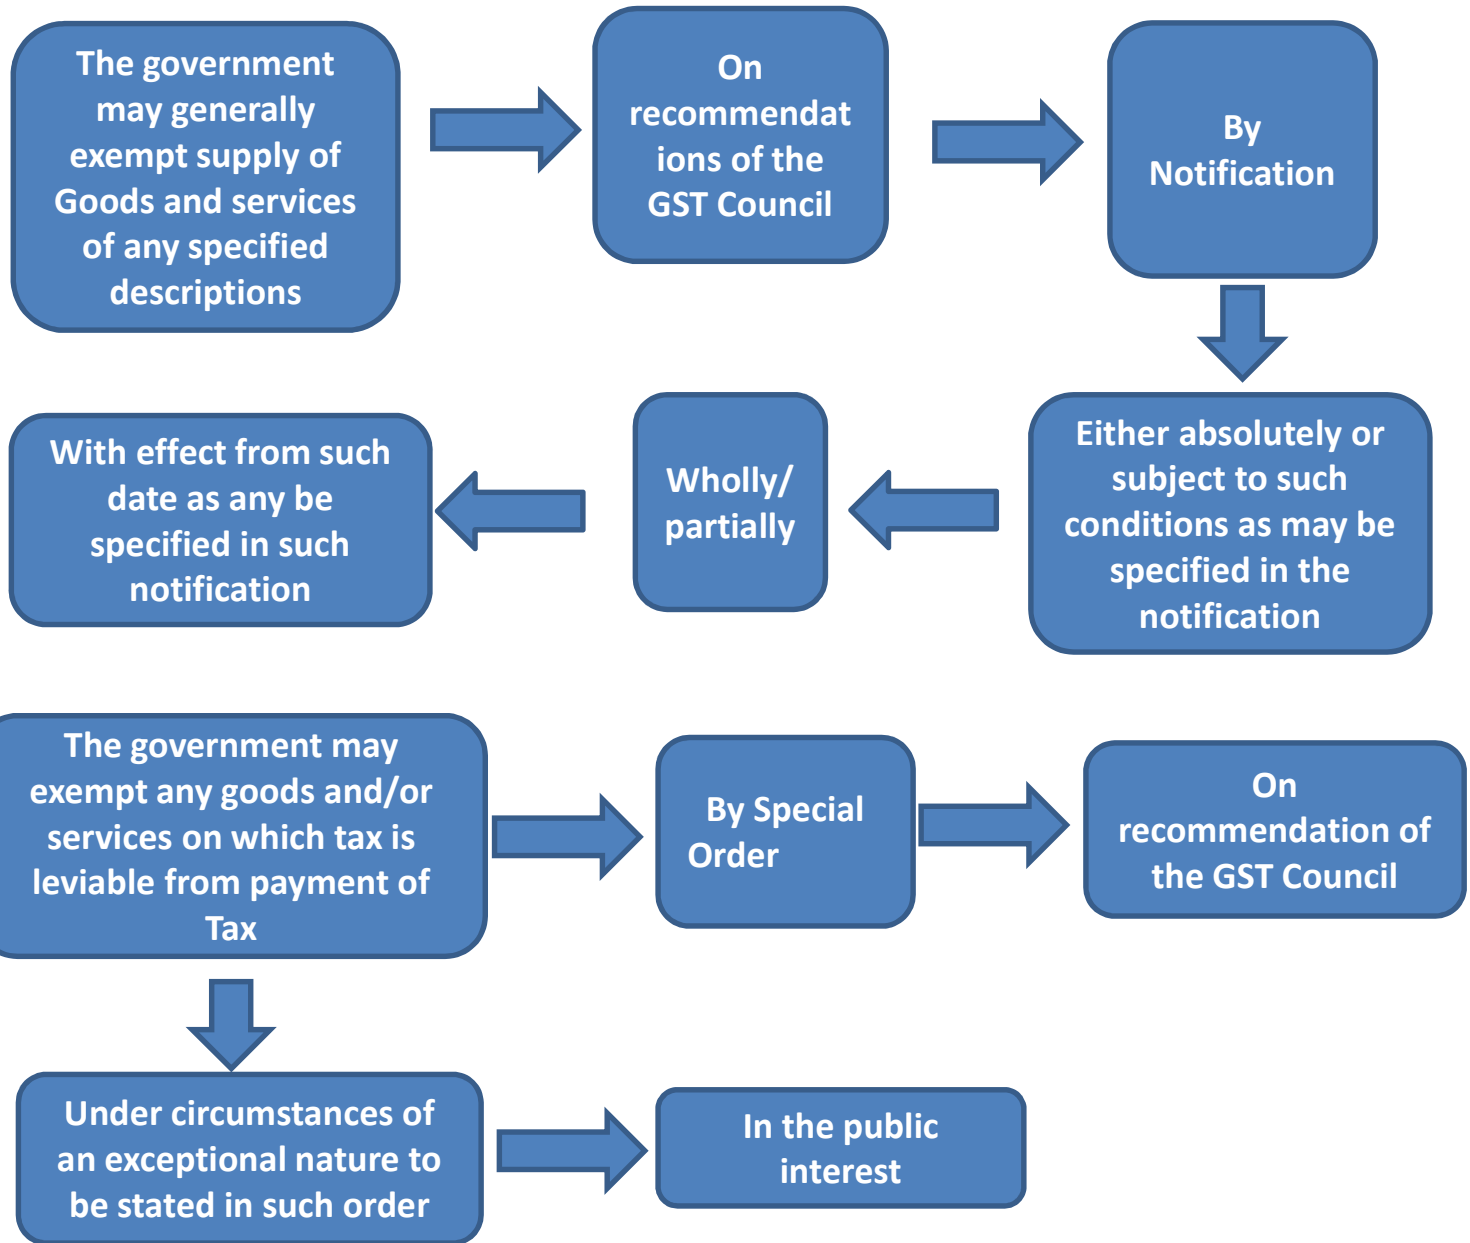 The government
may generally
exempt supply of
Goods and services
of any specified
descriptions
On
recommendat
ions of the
GST Council
By
Notification
Either absolutely or
subject to such
conditions as may be
specified in the
notification
Wholly/
partially
With effect from such
date as any be
specified in such
notification
The government may
exempt any goods and/or
services on which tax is
leviable from payment of
Tax
By Special
Order
On
recommendation of
the GST Council
Under circumstances of
an exceptional nature to
be stated in such order
In the public
interest